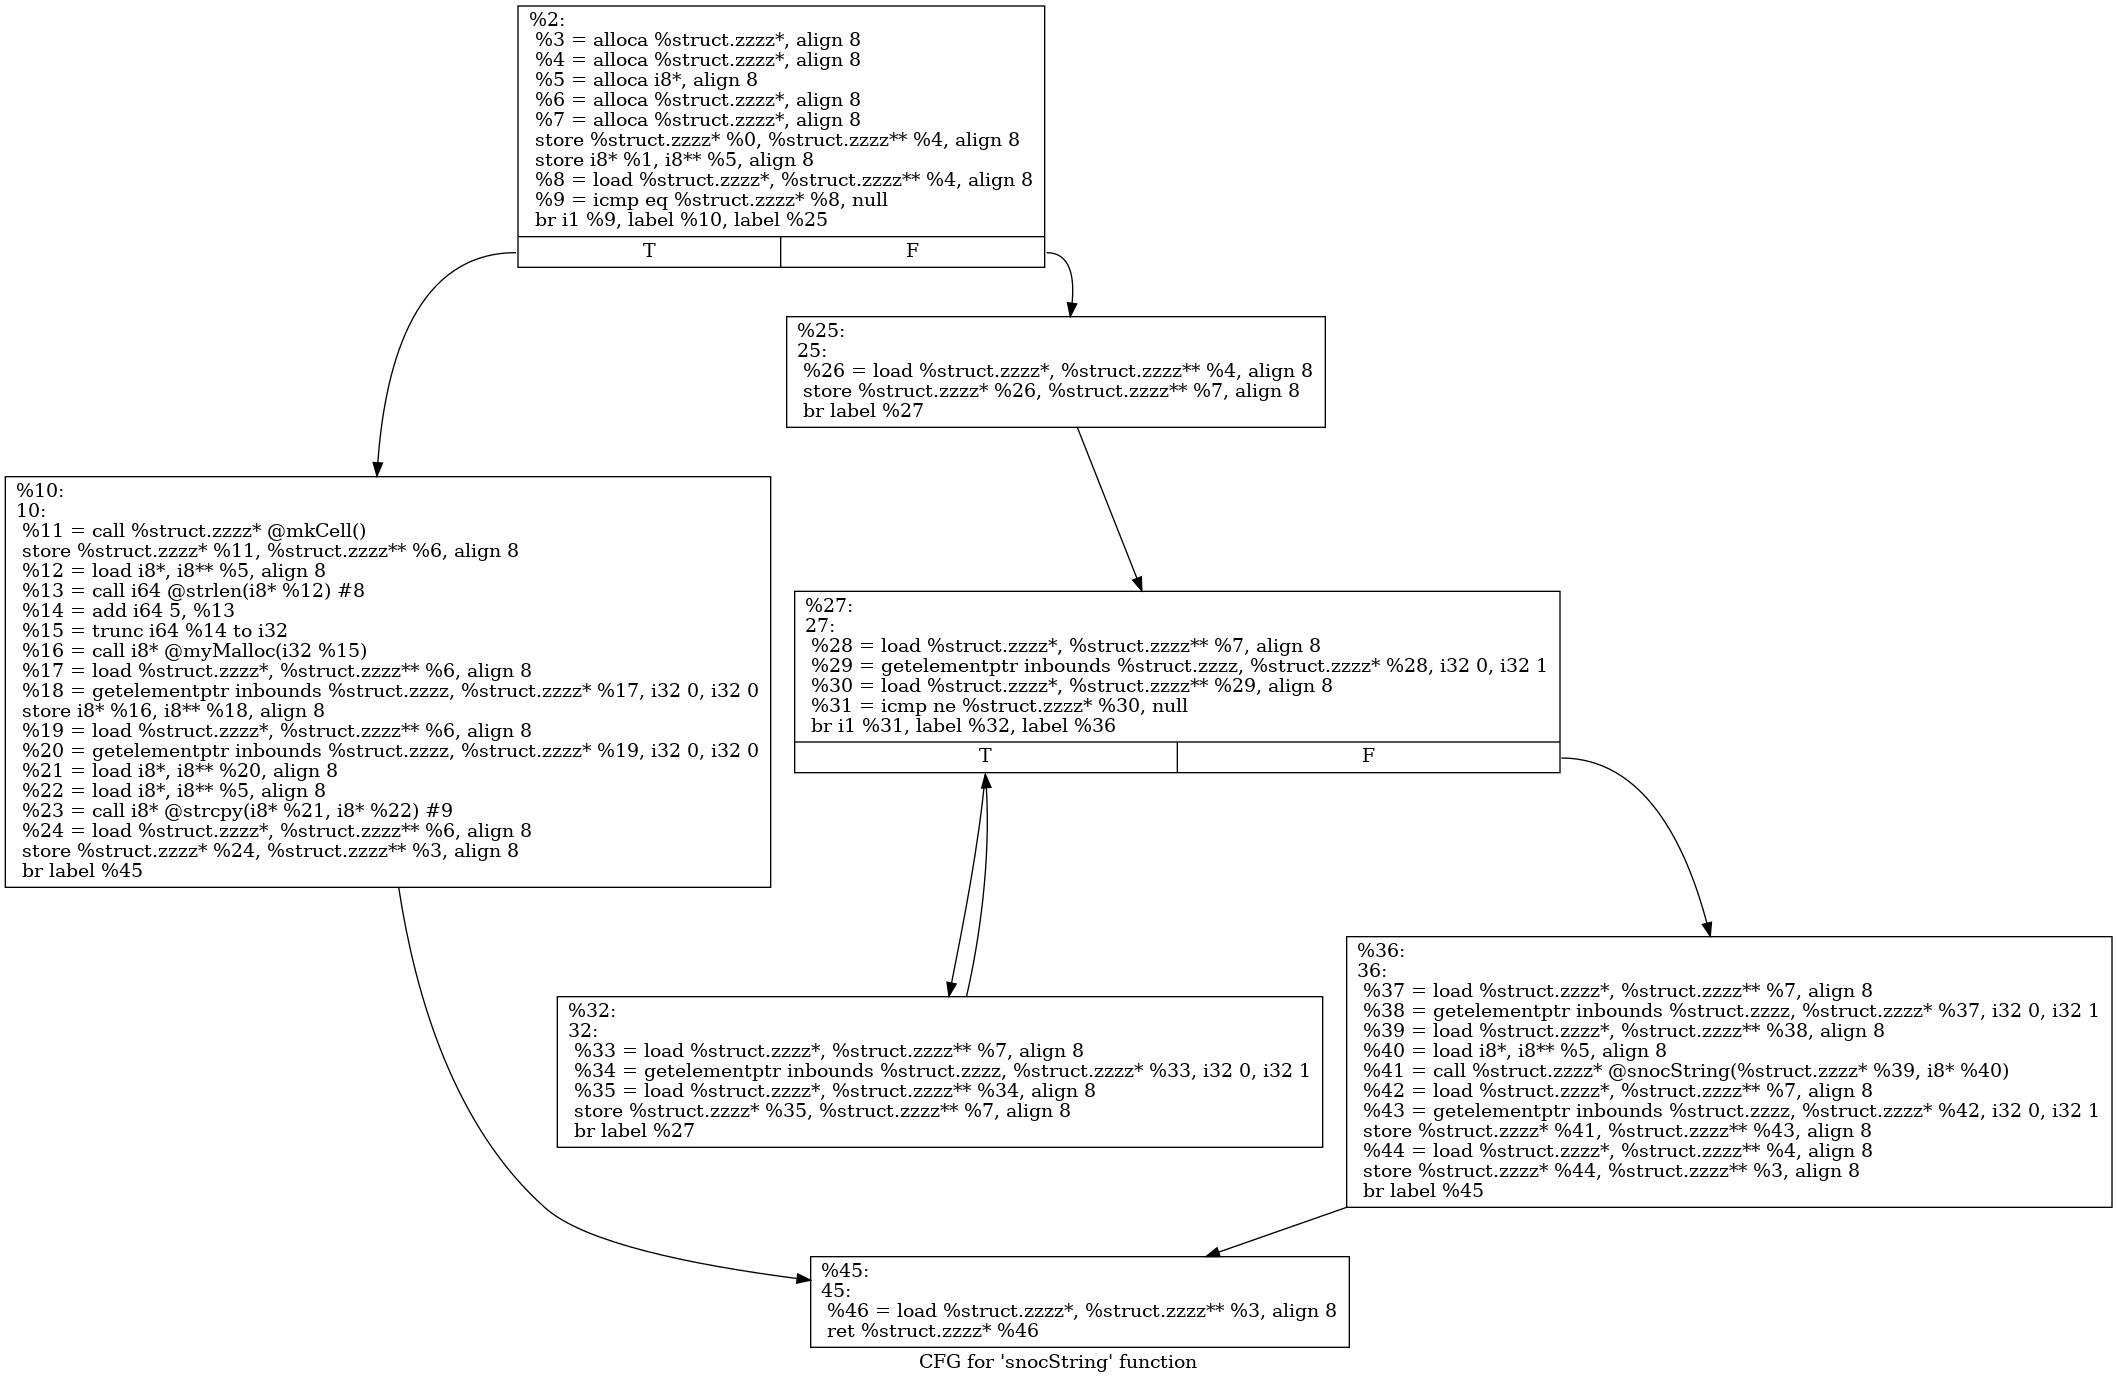 %2:
%3 = alloca %struct.zzzz*, align 8
%4 = alloca %struct.zzzz*, align 8
%5 = alloca i8*, align 8
%6 = alloca %struct.zzzz*, align 8
%7 = alloca %struct.zzzz*, align 8
store %struct.zzzz* %0, %struct.zzzz** %4, align 8
store i8* %1, i8** %5, align 8
%8 = load %struct.zzzz*, %struct.zzzz** %4, align 8
%9 = icmp eq %struct.zzzz* %8, null
br i1 %9, label %10, label %25
T F
%25:
25:
%26 = load %struct.zzzz*, %struct.zzzz** %4, align 8
store %struct.zzzz* %26, %struct.zzzz** %7, align 8
br label %27
%10:
10:
%11 = call %struct.zzzz* @mkCell()
store %struct.zzzz* %11, %struct.zzzz** %6, align 8
%12 = load i8*, i8** %5, align 8
%13 = call i64 @strlen(i8* %12) #8
%14 = add i64 5, %13
%15 = trunc i64 %14 to i32
%16 = call i8* @myMalloc(i32 %15)
%17 = load %struct.zzzz*, %struct.zzzz** %6, align 8
%18 = getelementptr inbounds %struct.zzzz, %struct.zzzz* %17, i32 0, i32 0
store i8* %16, i8** %18, align 8
%19 = load %struct.zzzz*, %struct.zzzz** %6, align 8
%20 = getelementptr inbounds %struct.zzzz, %struct.zzzz* %19, i32 0, i32 0
%21 = load i8*, i8** %20, align 8
%22 = load i8*, i8** %5, align 8
%23 = call i8* @strcpy(i8* %21, i8* %22) #9
%24 = load %struct.zzzz*, %struct.zzzz** %6, align 8
store %struct.zzzz* %24, %struct.zzzz** %3, align 8
br label %45
%27:
27:
%28 = load %struct.zzzz*, %struct.zzzz** %7, align 8
%29 = getelementptr inbounds %struct.zzzz, %struct.zzzz* %28, i32 0, i32 1
%30 = load %struct.zzzz*, %struct.zzzz** %29, align 8
%31 = icmp ne %struct.zzzz* %30, null
br i1 %31, label %32, label %36
T F
%32:
32:
%33 = load %struct.zzzz*, %struct.zzzz** %7, align 8
%34 = getelementptr inbounds %struct.zzzz, %struct.zzzz* %33, i32 0, i32 1
%35 = load %struct.zzzz*, %struct.zzzz** %34, align 8
store %struct.zzzz* %35, %struct.zzzz** %7, align 8
br label %27
%36:
36:
%37 = load %struct.zzzz*, %struct.zzzz** %7, align 8
%38 = getelementptr inbounds %struct.zzzz, %struct.zzzz* %37, i32 0, i32 1
%39 = load %struct.zzzz*, %struct.zzzz** %38, align 8
%40 = load i8*, i8** %5, align 8
%41 = call %struct.zzzz* @snocString(%struct.zzzz* %39, i8* %40)
%42 = load %struct.zzzz*, %struct.zzzz** %7, align 8
%43 = getelementptr inbounds %struct.zzzz, %struct.zzzz* %42, i32 0, i32 1
store %struct.zzzz* %41, %struct.zzzz** %43, align 8
%44 = load %struct.zzzz*, %struct.zzzz** %4, align 8
store %struct.zzzz* %44, %struct.zzzz** %3, align 8
br label %45
%45:
45:
%46 = load %struct.zzzz*, %struct.zzzz** %3, align 8
ret %struct.zzzz* %46
CFG for 'snocString' function